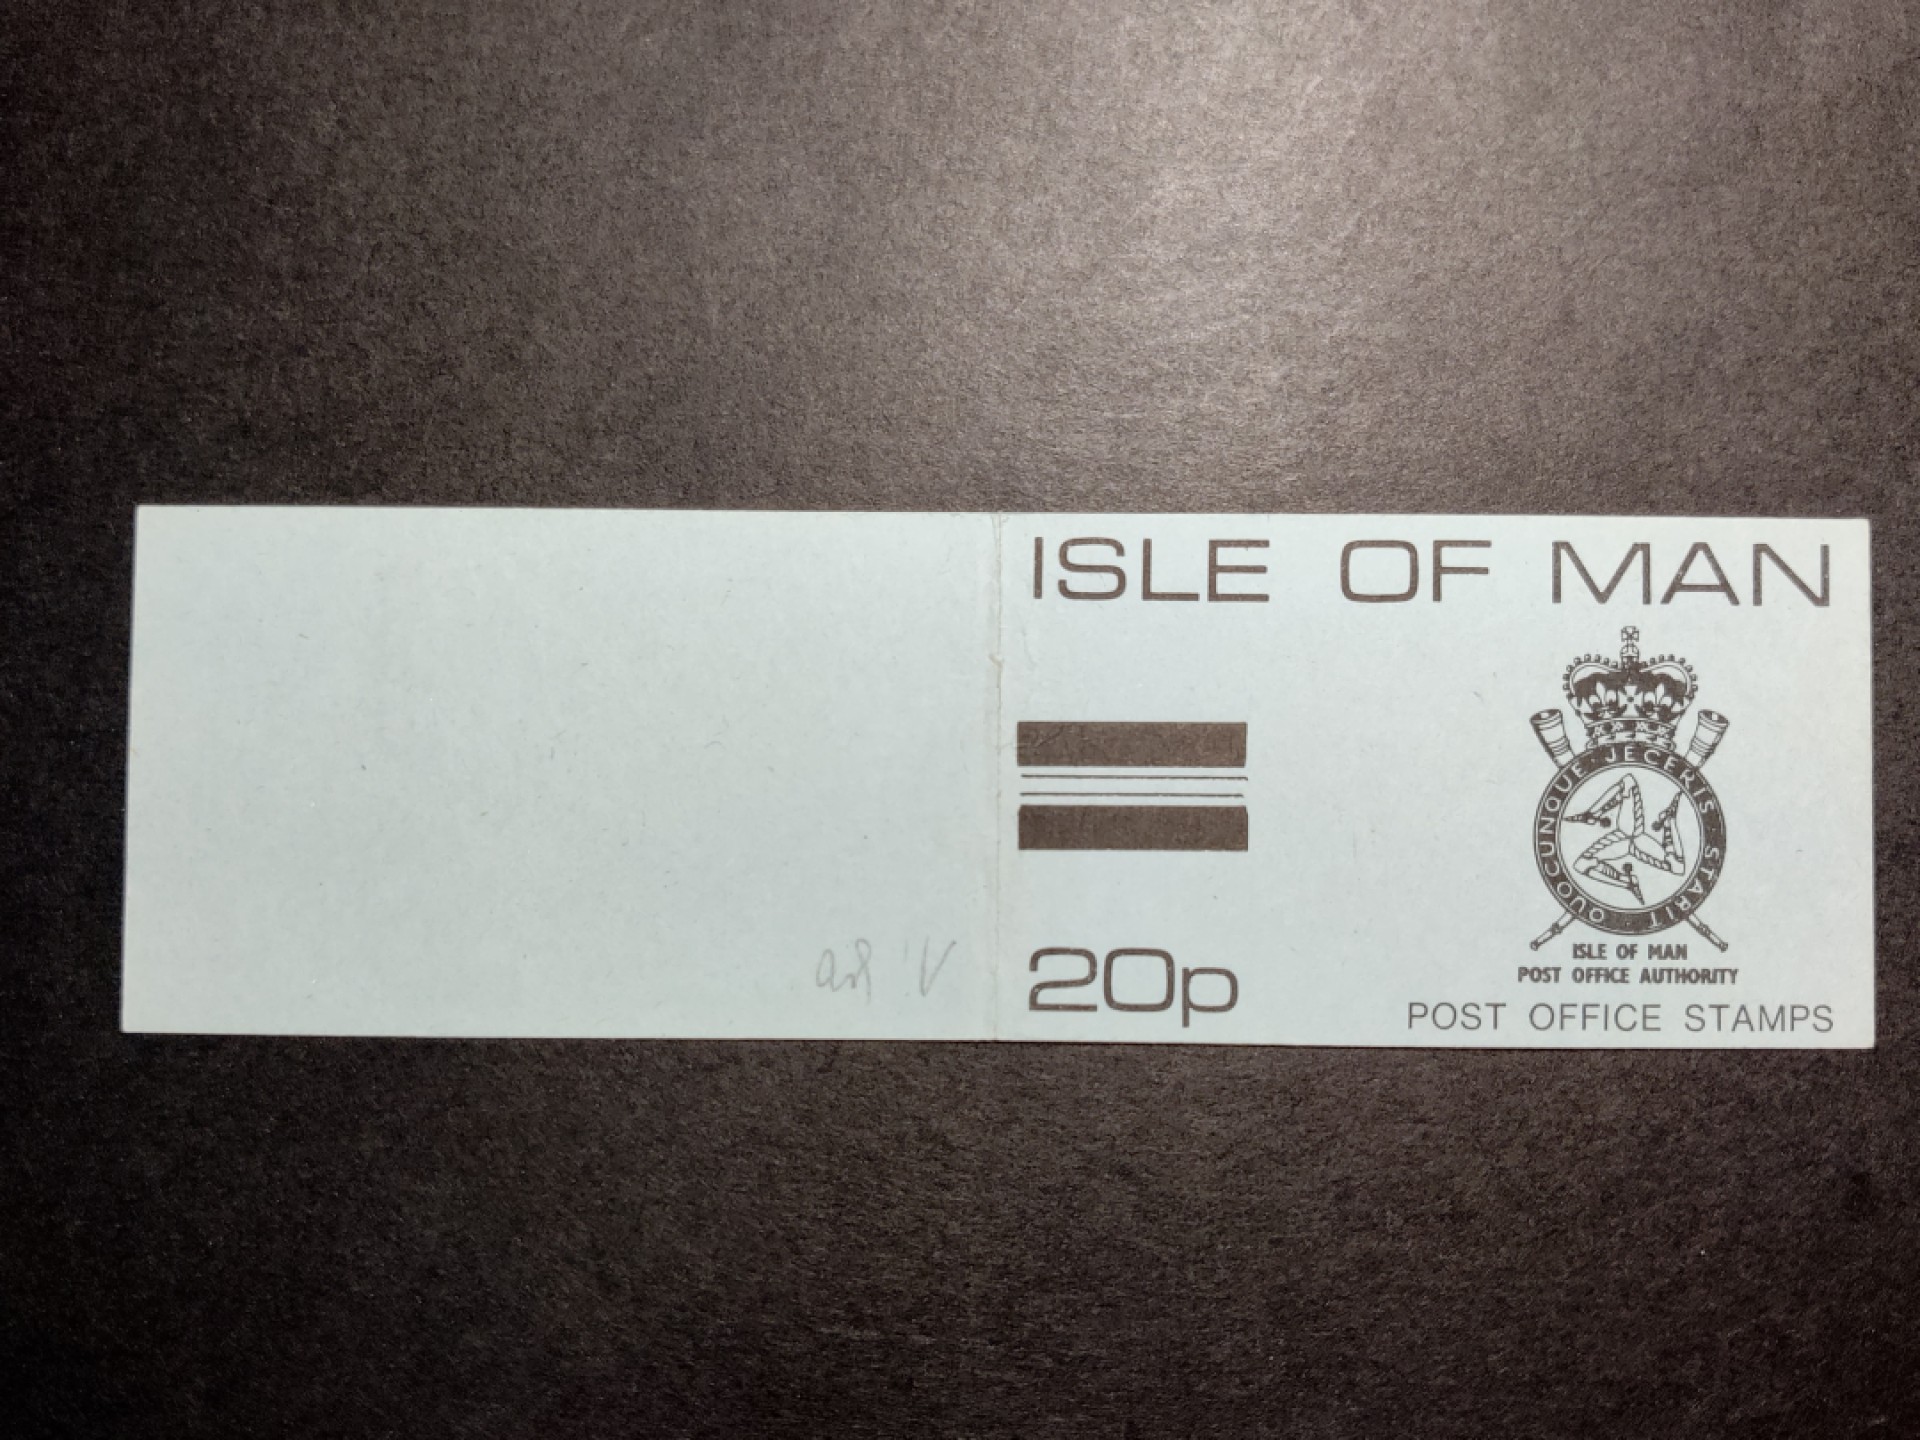 ISLE OF MAN
QUOCUNQUE · JECERIS · STABIT ·
ISLE OF MAN
POST OFFICE AUTHORITY
20p
POST OFFICE STAMPS